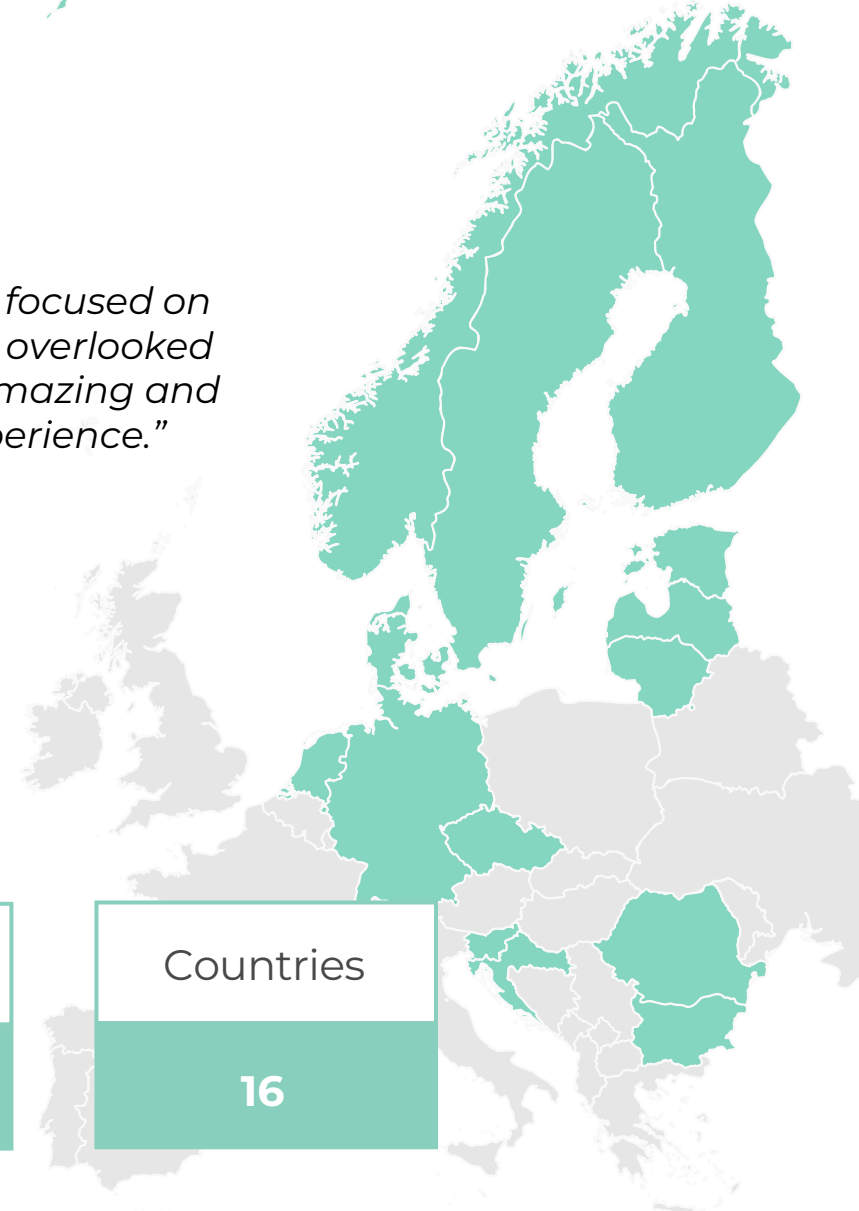 focused on
overlooked
mazing and
perience.”
Countries
16